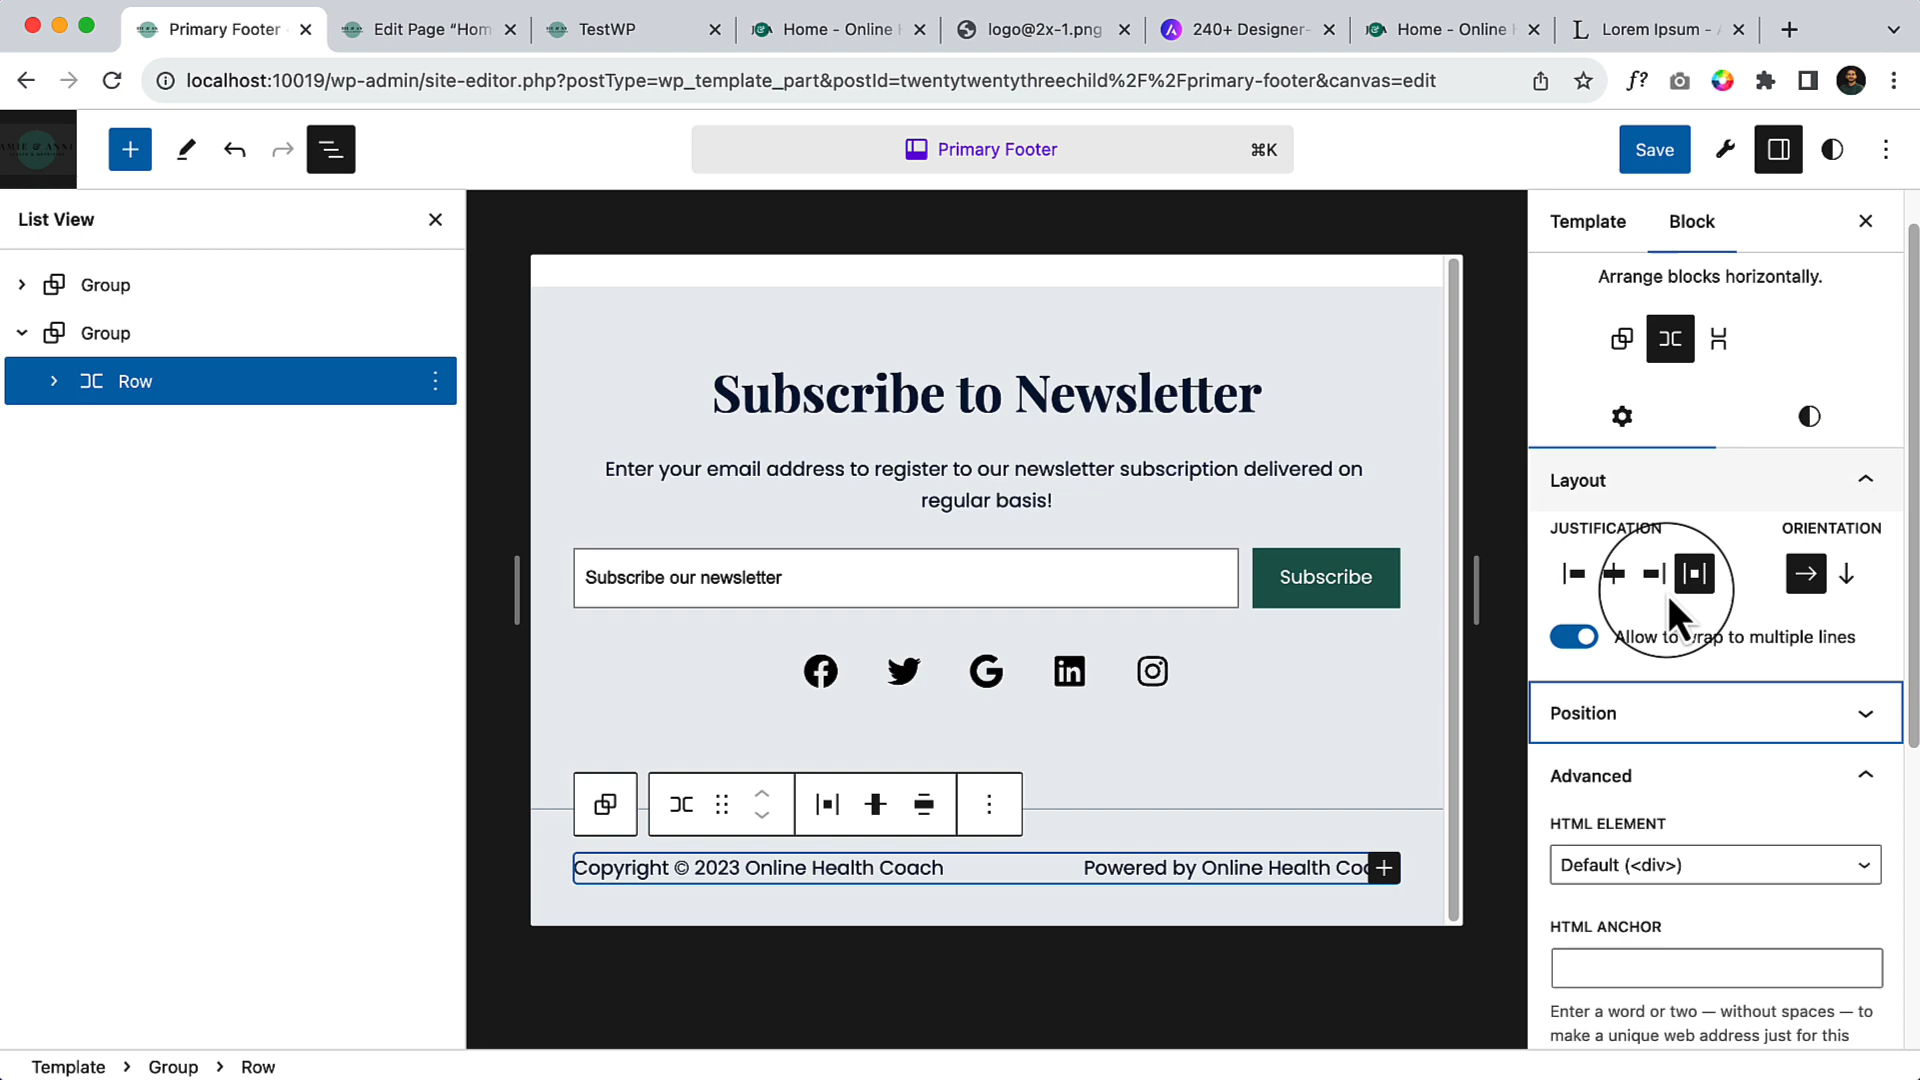 Primary Footer
Edit Page “Hom
TestWP
Home - Online
logo@2x-1.png
240+ Designer-
Home - Online
Lorem Ipsum -
localhost:10019/wp-admin/site-editor.php?postType=wp_template_part&postId=twentytwentythreechild%2F%2Fprimary-footer&canvas=edit
Primary Footer
⌘K
Save
List View
Group
Group
Row
Subscribe to Newsletter
Enter your email address to register to our newsletter subscription delivered on
regular basis!
Subscribe our newsletter
Subscribe
Copyright © 2023 Online Health Coach
Powered by Online Health Coa
Template
Block
Arrange blocks horizontally.
Layout
JUSTIFICATION
ORIENTATION
Allow to wrap to multiple lines
Position
Advanced
HTML ELEMENT
Default (<div>)
HTML ANCHOR
Enter a word or two — without spaces — to
make a unique web address just for this
Template > Group > Row